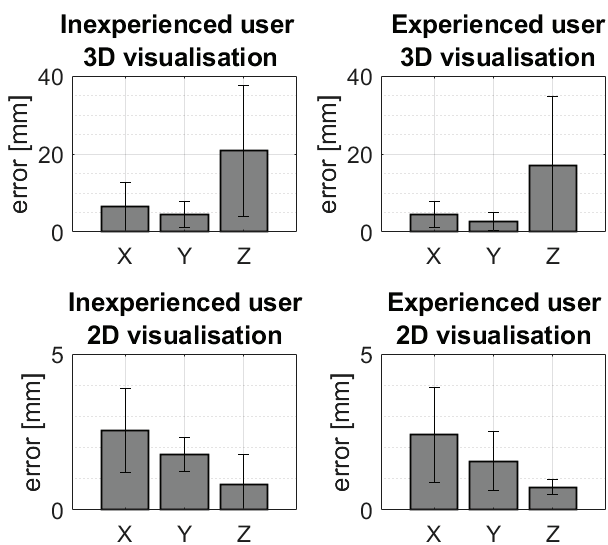 Inexperienced user
3D visualisation
error [mm]
40
20
0
X Y Z
Experienced user
3D visualisation
error [mm]
40
20
0
X Y Z
Inexperienced user
2D visualisation
error [mm]
5
0
X Y Z
Experienced user
2D visualisation
error [mm]
5
0
X Y Z